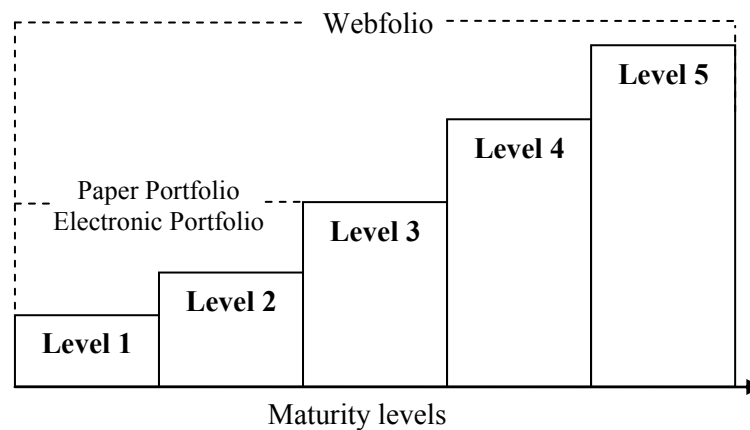 Webfolio
Level 5
Level 4
Paper Portfolio
Electronic Portfolio
Level 3
Level 2
Level 1
Maturity levels